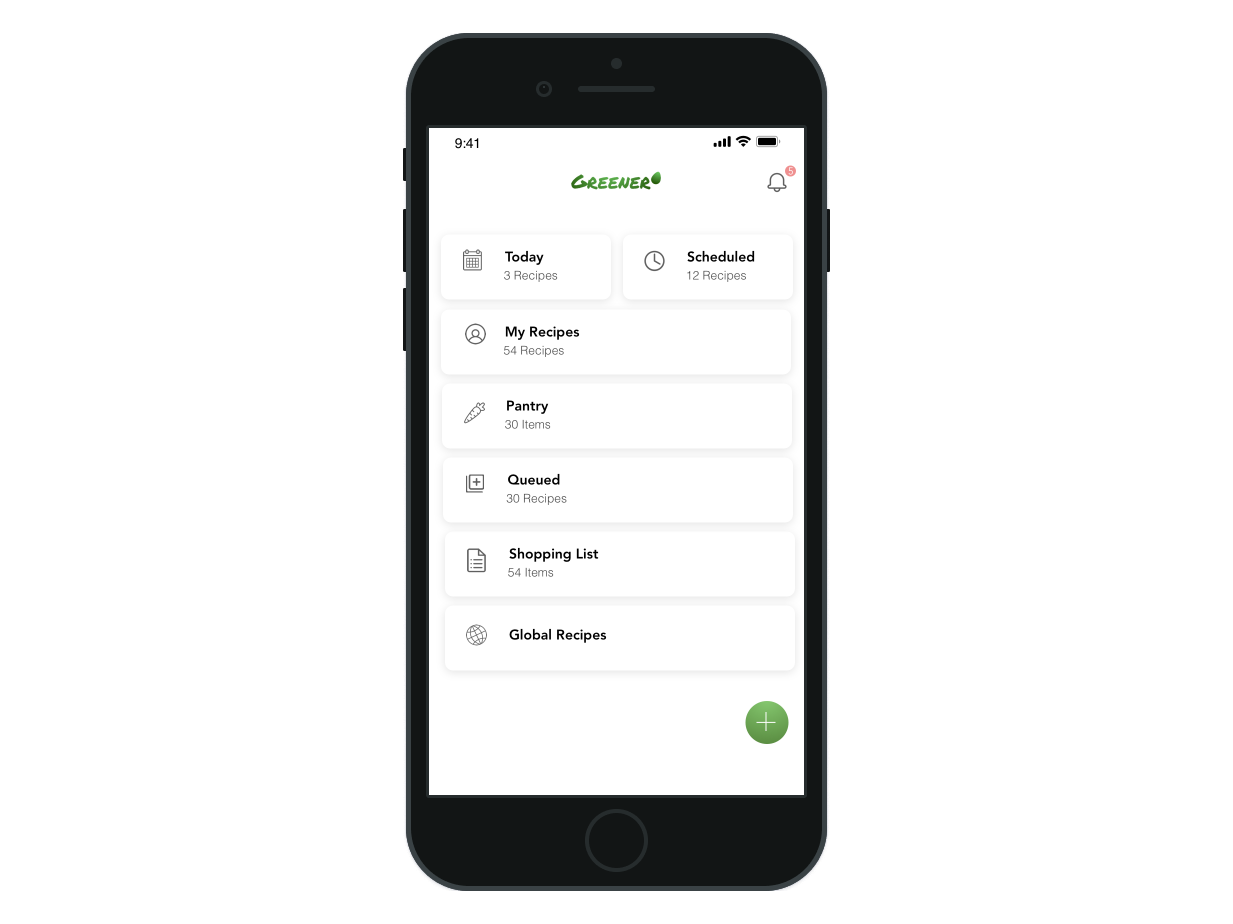 9:41
GREENER
5
Today
3 Recipes
Scheduled
12 Recipes
My Recipes
54 Recipes
Pantry
30 Items
Queued
30 Recipes
Shopping List
54 Items
Global Recipes